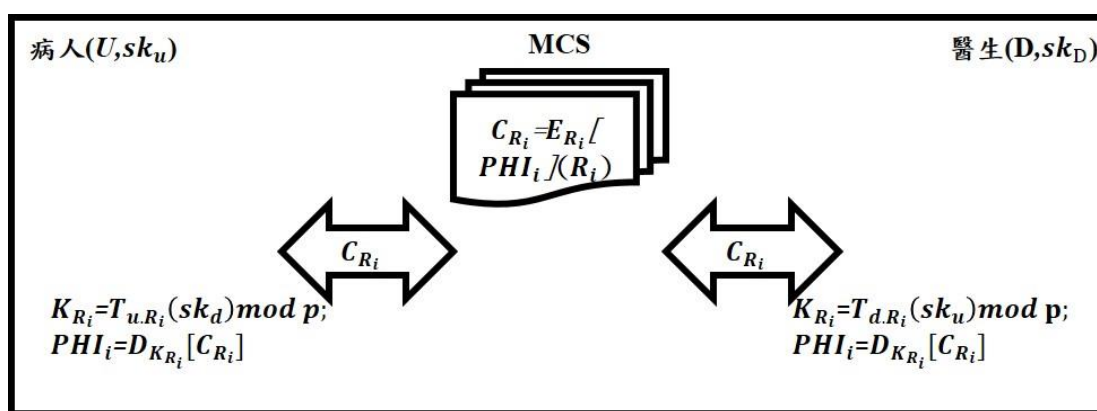 病人(U,sk_u)
MCS
醫生(D,sk_D)
C_{R_i}=E_{R_i}[
PHI_i](R_i)
C_{R_i}
C_{R_i}
K_{R_i}=T_{u.R_i}(sk_d)mod p;
PHI_i=D_{K_{R_i}}[C_{R_i}]
K_{R_i}=T_{d.R_i}(sk_u)mod p;
PHI_i=D_{K_{R_i}}[C_{R_i}]